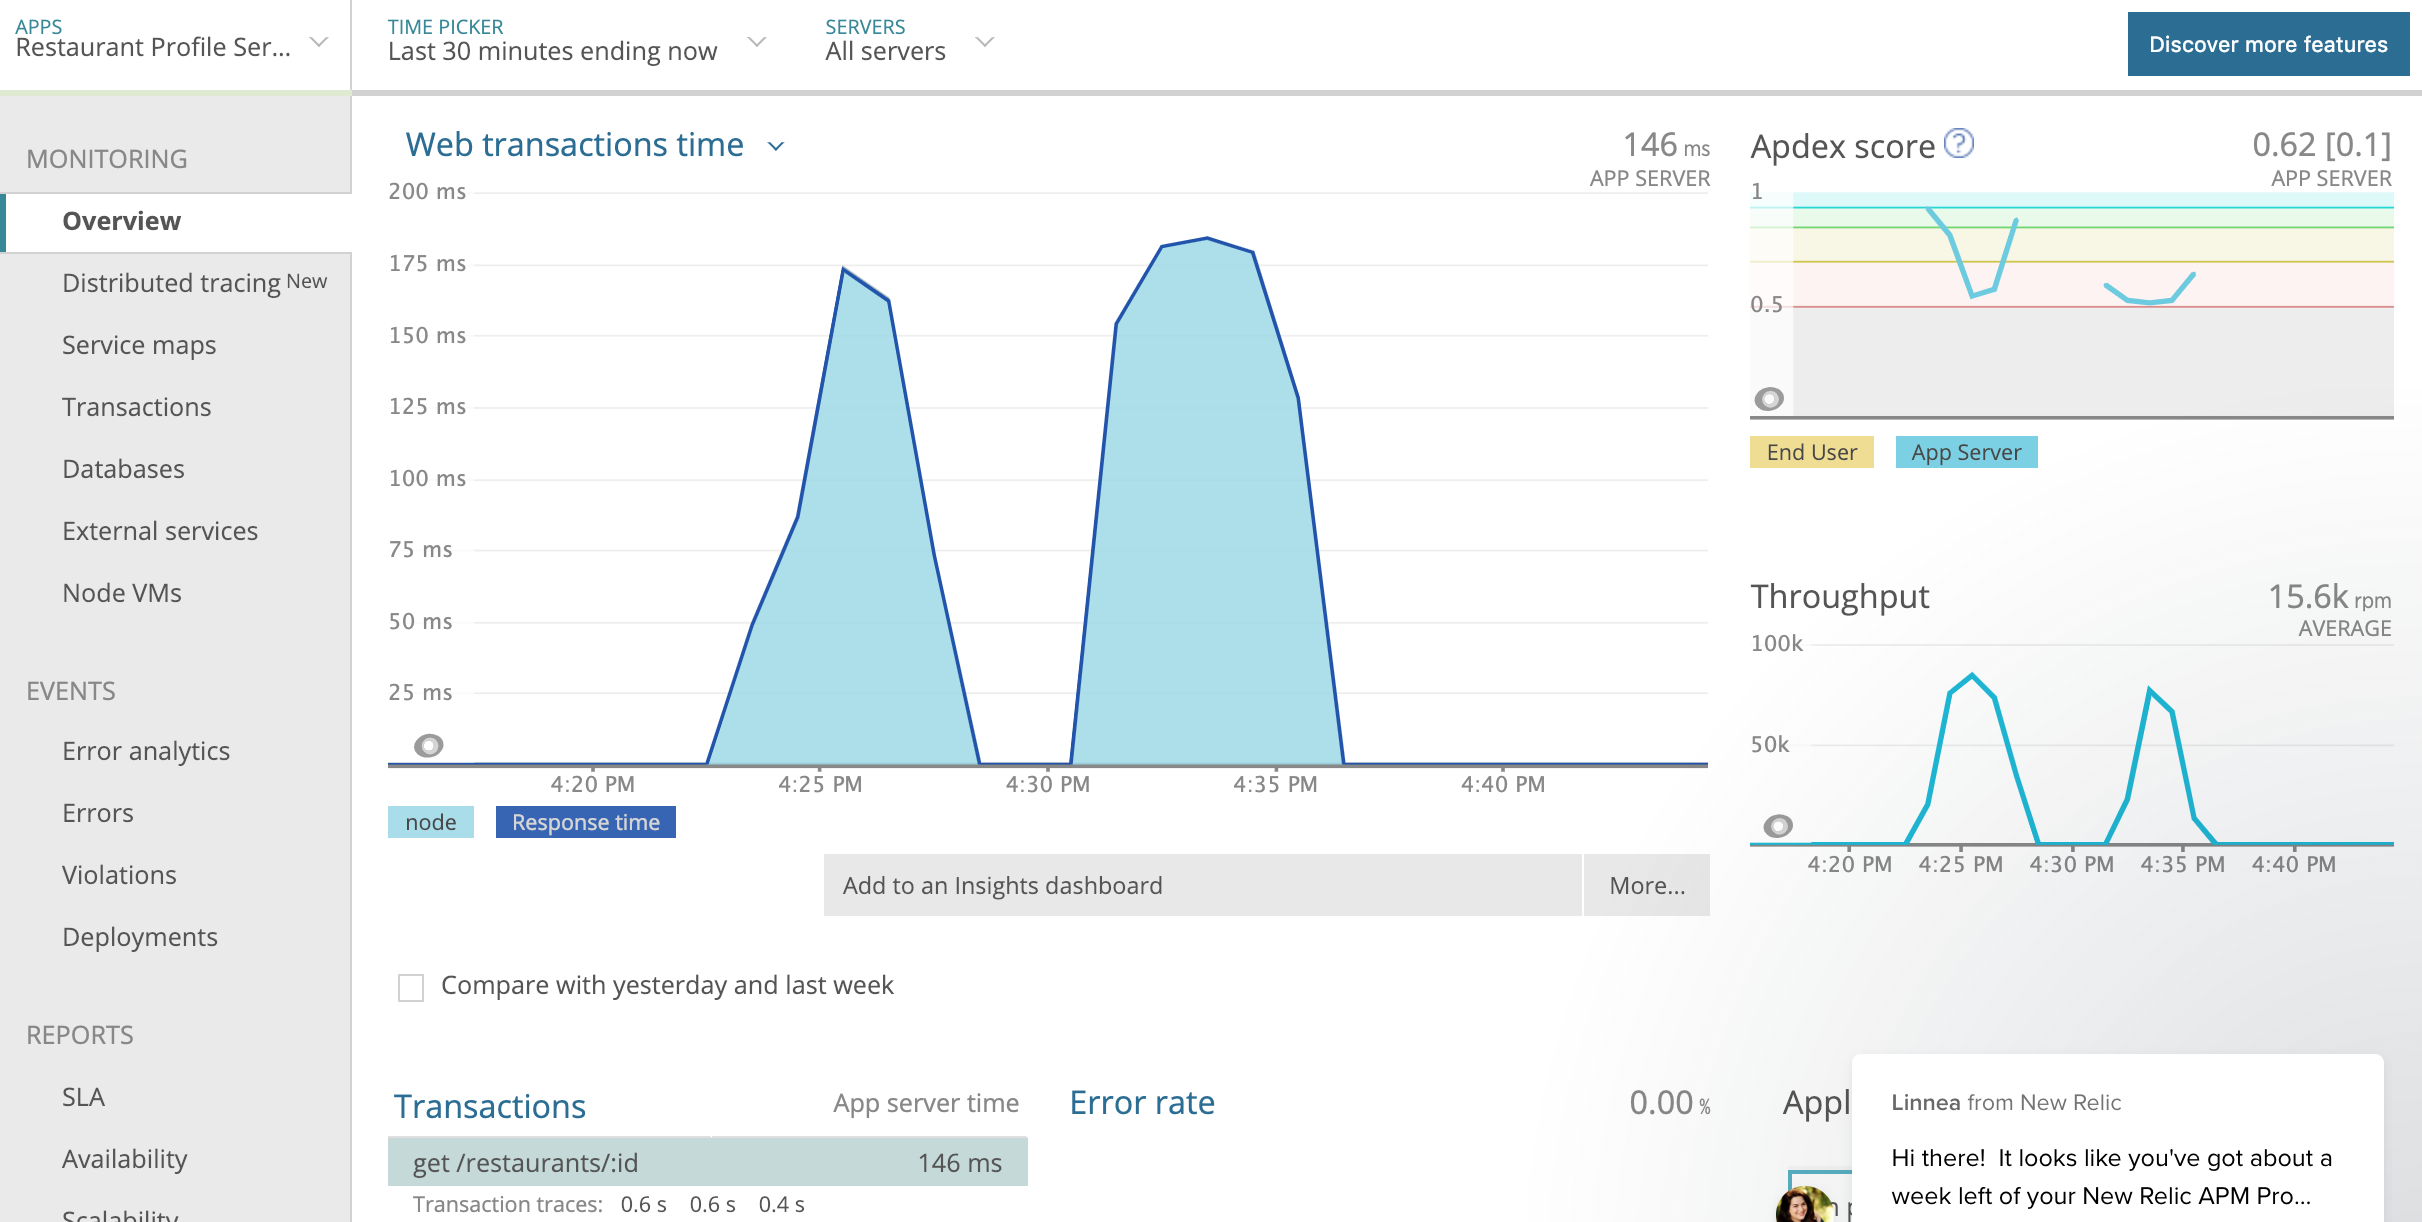 APPS
Restaurant Profile Ser...
TIME PICKER
Last 30 minutes ending now
SERVERS
All servers
Discover more features
MONITORING
Overview
Distributed tracing New
Service maps
Transactions
Databases
External services
Node VMs
EVENTS
Error analytics
Errors
Violations
Deployments
REPORTS
SLA
Availability
Scalability
Web transactions time
146 ms
APP SERVER
200 ms
175 ms
150 ms
125 ms
100 ms
75 ms
50 ms
25 ms
4:20 PM 4:25 PM 4:30 PM 4:35 PM 4:40 PM
node Response time
Add to an Insights dashboard More...
Compare with yesterday and last week
Apdex score ?
0.62 [0.1]
APP SERVER
1
0.5
End User App Server
Throughput
15.6k rpm
AVERAGE
100k
50k
4:20 PM 4:25 PM 4:30 PM 4:35 PM 4:40 PM
Transactions App server time
get /restaurants/:id 146 ms
Transaction traces: 0.6 s 0.6 s 0.4 s
Error rate 0.00 %
Appl
Linnea from New Relic
Hi there! It looks like you've got about a
week left of your New Relic APM Pro...